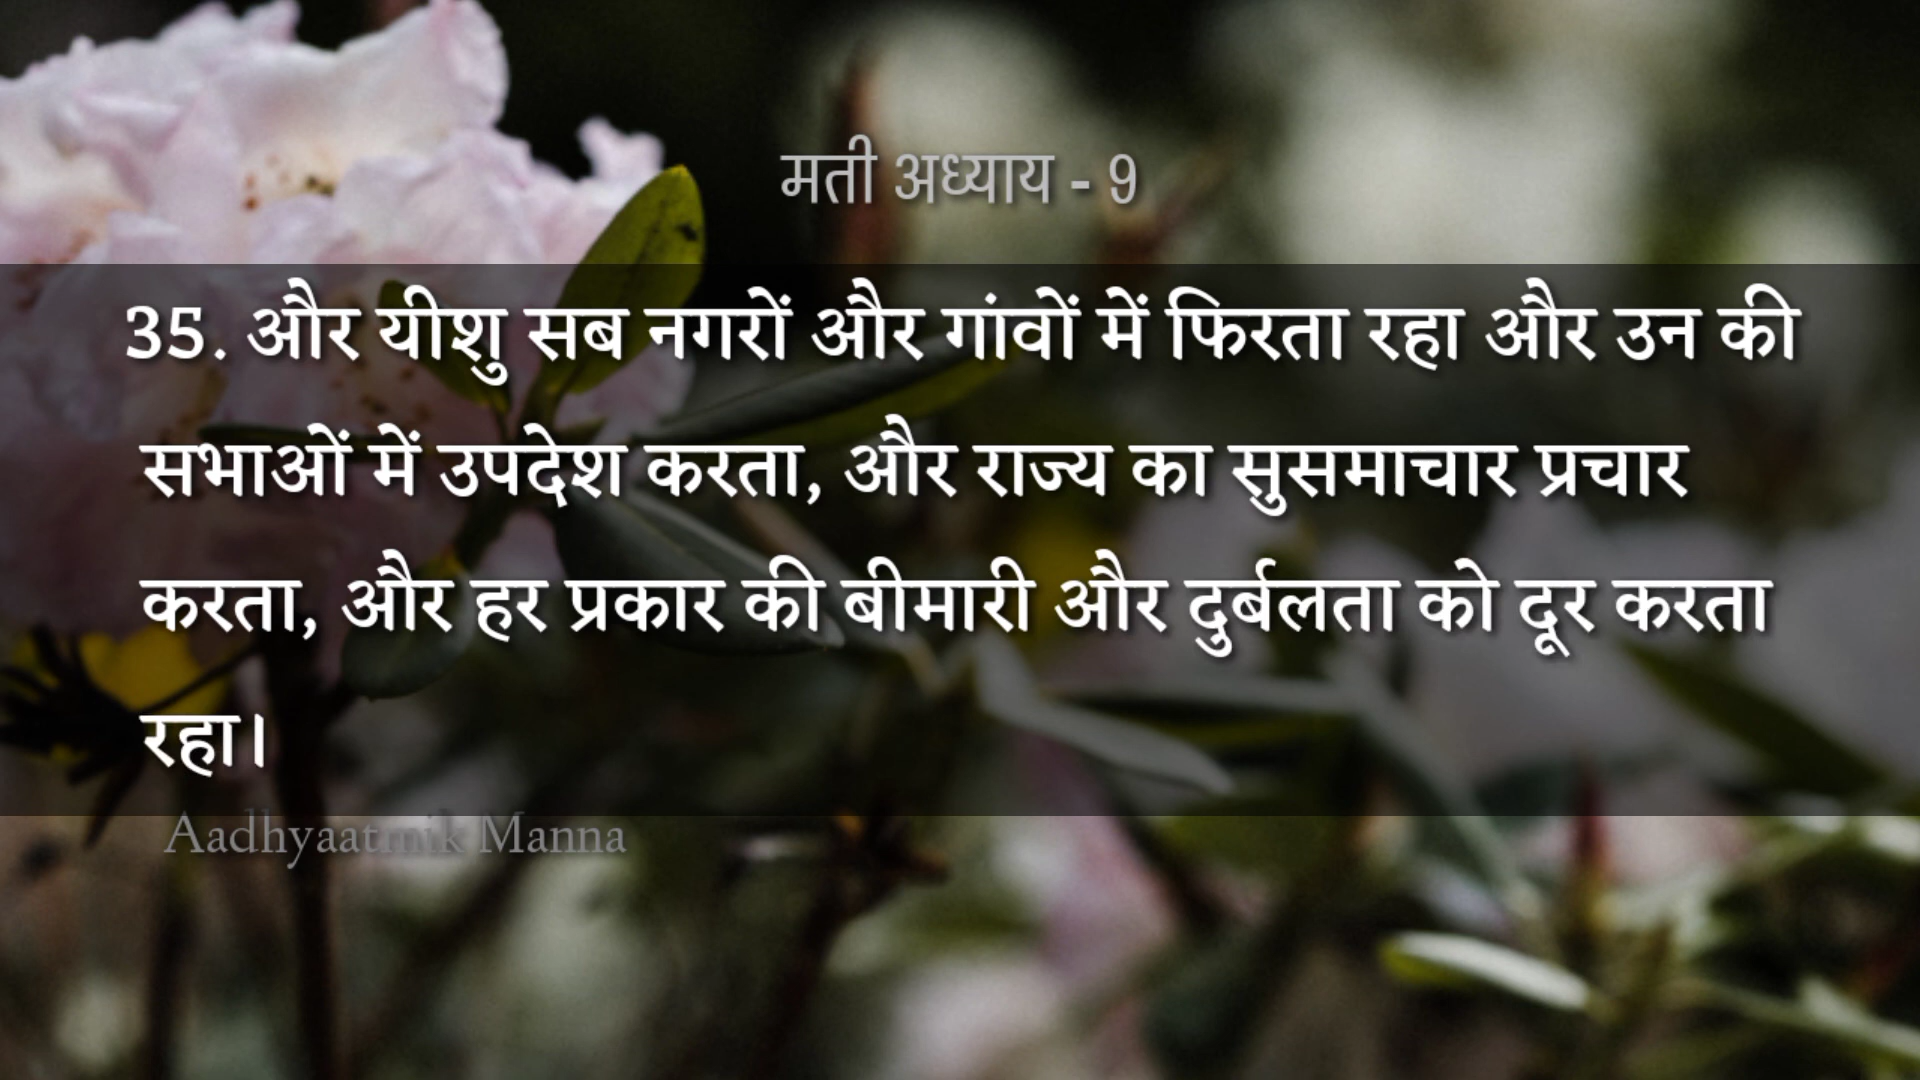 मती अध्याय - 9
35. और यीशु सब नगरों और गांवों में फिरता रहा और उन की
सभाओं में उपदेश करता, और राज्य का सुसमाचार प्रचार
करता, और हर प्रकार की बीमारी और दुर्बलता को दूर करता
रहा।
Aadhyaatmik Manna